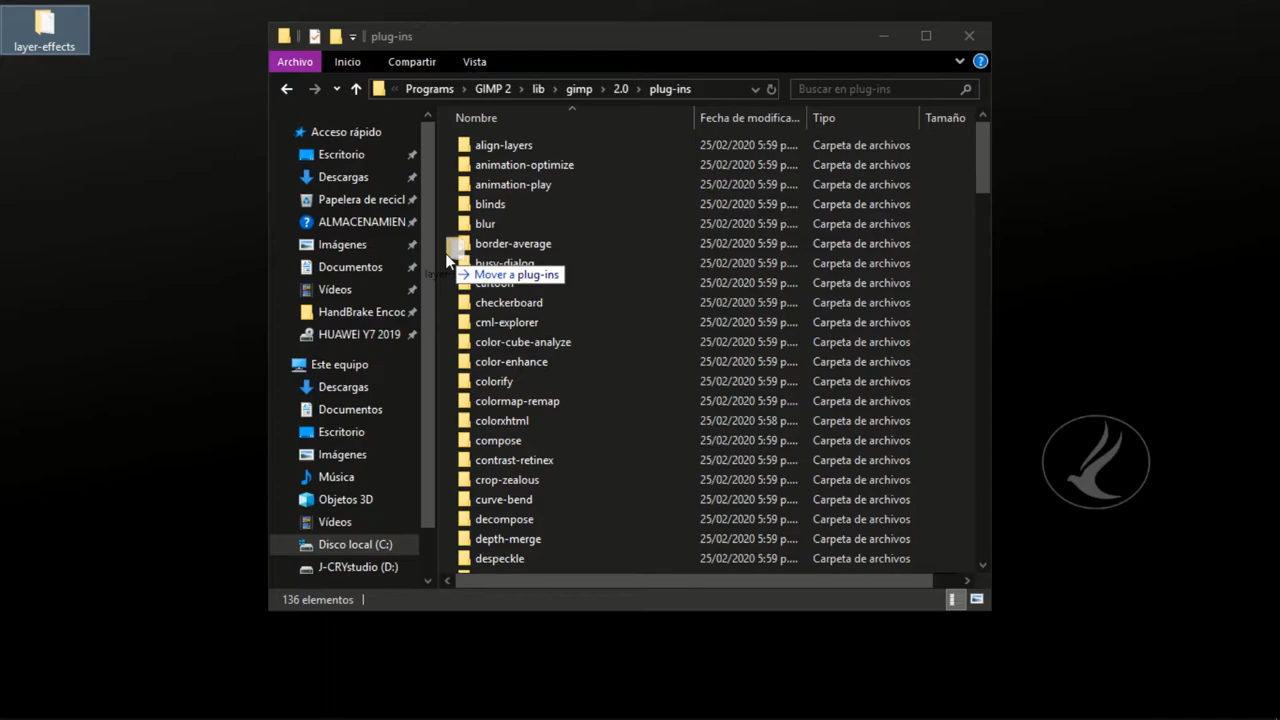 layer-effects
plug-ins
Archivo Inicio Compartir Vista
Programs GIMP 2 lib gimp 2.0 plug-ins Buscar en plug-ins
Nombre Fecha de modifica... Tipo Tamaño
Acceso rápido
Escritorio
Descargas
Papelera de recicl
ALMACENAMIEN
Imágenes
Documentos
Vídeos
HandBrake Encoc
HUAWEI Y7 2019
Este equipo
Descargas
Documentos
Escritorio
Imágenes
Música
Objetos 3D
Vídeos
Disco local (C:)
J-CRYstudio (D:)
align-layers 25/02/2020 5:59 p.... Carpeta de archivos
animation-optimize 25/02/2020 5:59 p.... Carpeta de archivos
animation-play 25/02/2020 5:59 p.... Carpeta de archivos
blinds 25/02/2020 5:59 p.... Carpeta de archivos
blur 25/02/2020 5:59 p.... Carpeta de archivos
border-average 25/02/2020 5:59 p.... Carpeta de archivos
busy-dialog 25/02/2020 5:59 p.... Carpeta de archivos
Mover a plug-ins
cartoon 25/02/2020 5:59 p.... Carpeta de archivos
checkerboard 25/02/2020 5:59 p.... Carpeta de archivos
cml-explorer 25/02/2020 5:59 p.... Carpeta de archivos
color-cube-analyze 25/02/2020 5:59 p.... Carpeta de archivos
color-enhance 25/02/2020 5:59 p.... Carpeta de archivos
colorify 25/02/2020 5:59 p.... Carpeta de archivos
colormap-remap 25/02/2020 5:59 p.... Carpeta de archivos
colorxhtml 25/02/2020 5:58 p.... Carpeta de archivos
compose 25/02/2020 5:59 p.... Carpeta de archivos
contrast-retinex 25/02/2020 5:59 p.... Carpeta de archivos
crop-zealous 25/02/2020 5:59 p.... Carpeta de archivos
curve-bend 25/02/2020 5:59 p.... Carpeta de archivos
decompose 25/02/2020 5:59 p.... Carpeta de archivos
depth-merge 25/02/2020 5:59 p.... Carpeta de archivos
despeckle 25/02/2020 5:59 p.... Carpeta de archivos
136 elementos